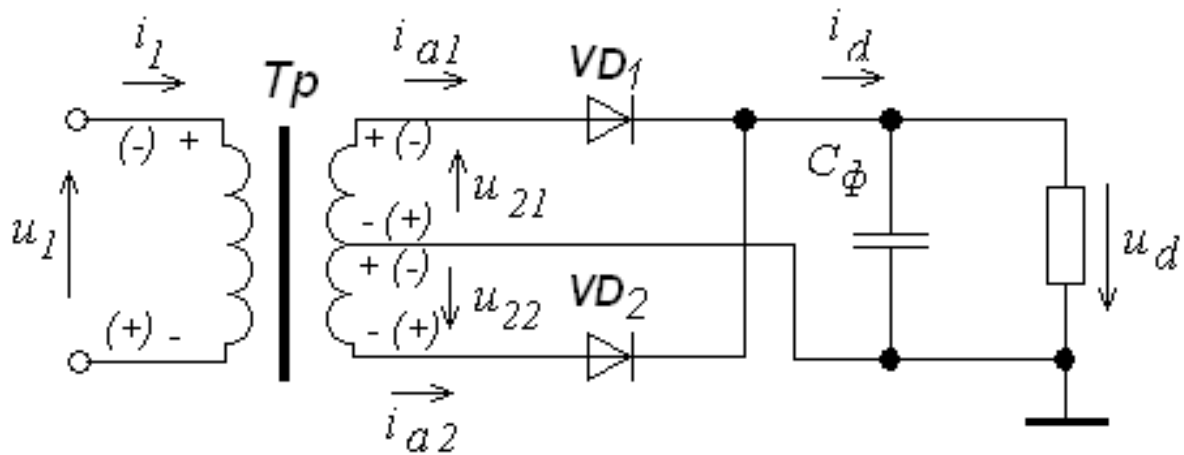 i1
Tp
ia1
VD1
id
(-) +
+ (-)
u1
u21
Cф
- (+)
+ (-)
ud
u22
VD2
(+) -
- (+)
ia2